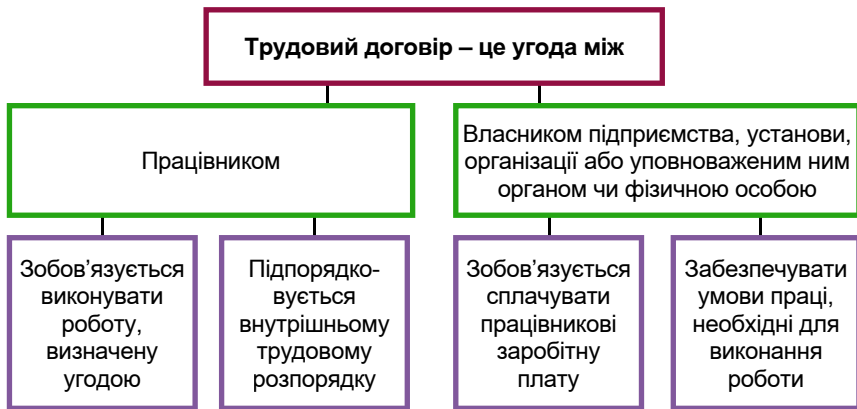 Трудовий договір – це угода між
Працівником
Власником підприємства, установи,
організації або уповноваженим ним
органом чи фізичною особою
Зобов’язується
виконувати
роботу,
визначену
угодою
Підпорядко-
вується
внутрішньому
трудовому
розпорядку
Зобов’язується
сплачувати
працівникові
заробітну
плату
Забезпечувати
умови праці,
необхідні для
виконання
роботи